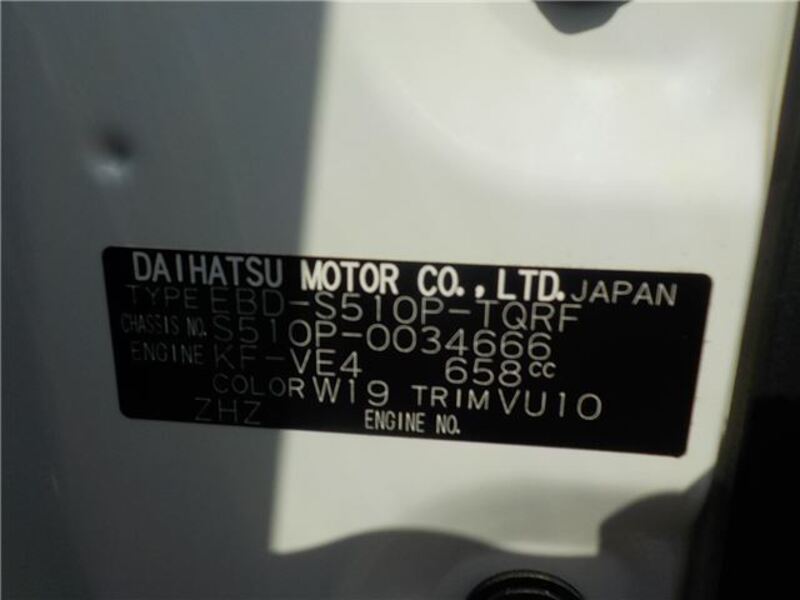 DAIHATSU MOTOR CO.,LTD. JAPAN
TYPE EBD-S510P-TQRF
CHASSIS NO. S510P-0034666
ENGINE KF-VE4 658cc
COLOR W19 TRIM VU10
ZHZ ENGINE NO.